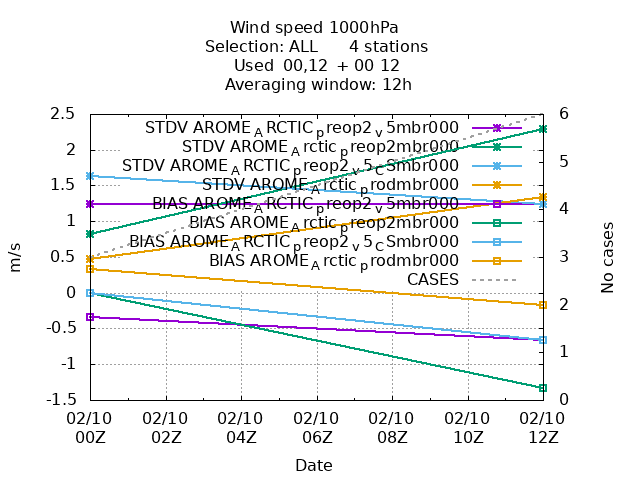 Wind speed 1000hPa
Selection: ALL 4 stations
Used 00,12 + 00 12
Averaging window: 12h
2.5
2
1.5
1
0.5
0
-0.5
-1
-1.5
m/s
STDV AROME_ARCTIC_preop2_v5mbr000
STDV AROME_Arctic_preop2mbr000
STDV AROME_ARCTIC_preop2_v5_CSmbr000
STDV AROME_Arctic_prodmbr000
BIAS AROME_ARCTIC_preop2_v5mbr000
BIAS AROME_Arctic_preop2mbr000
BIAS AROME_ARCTIC_preop2_v5_CSmbr000
BIAS AROME_Arctic_prodmbr000
CASES
6
5
4
3
2
1
0
No cases
02/10 02/10 02/10 02/10 02/10 02/10 02/10
00Z 02Z 04Z 06Z 08Z 10Z 12Z
Date